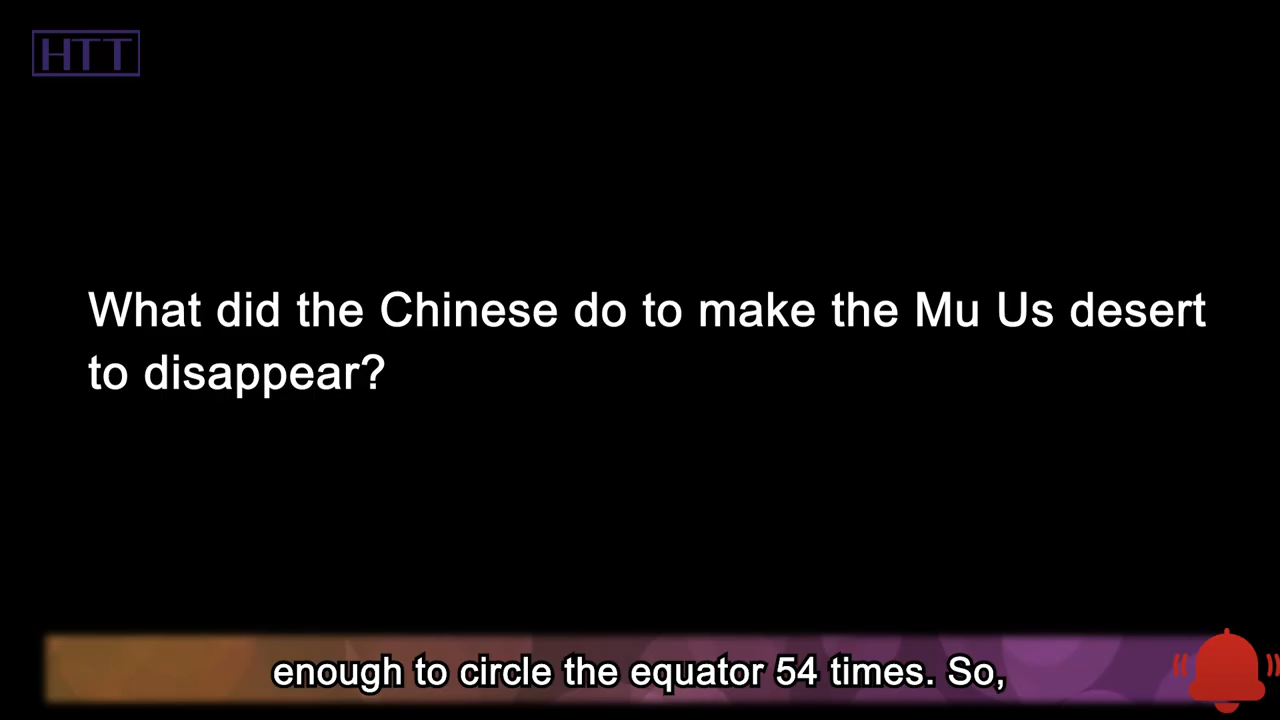 HTT
What did the Chinese do to make the Mu Us desert
to disappear?
enough to circle the equator 54 times. So,